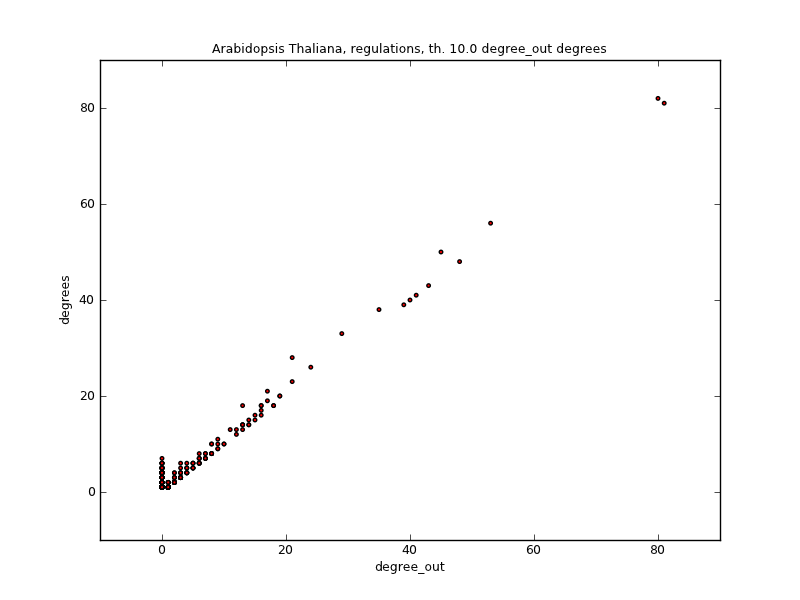 Arabidopsis Thaliana, regulations, th. 10.0 degree_out degrees
80
60
40
20
0
degrees
0 20 40 60 80
degree_out